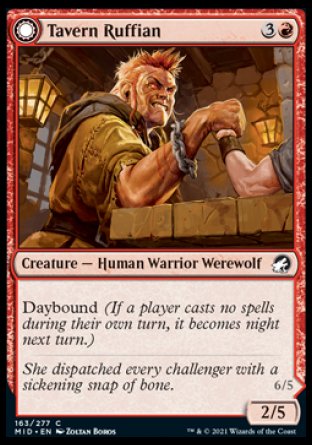 Tavern Ruffian 3
Creature — Human Warrior Werewolf
Daybound (If a player casts no spells
during their own turn, it becomes night
next turn.)
She dispatched every challenger with a
sickening snap of bone.
6/5
2/5
163/277 C
MID • EN Zoltan Boros
™ & © 2021 Wizards of the Coast